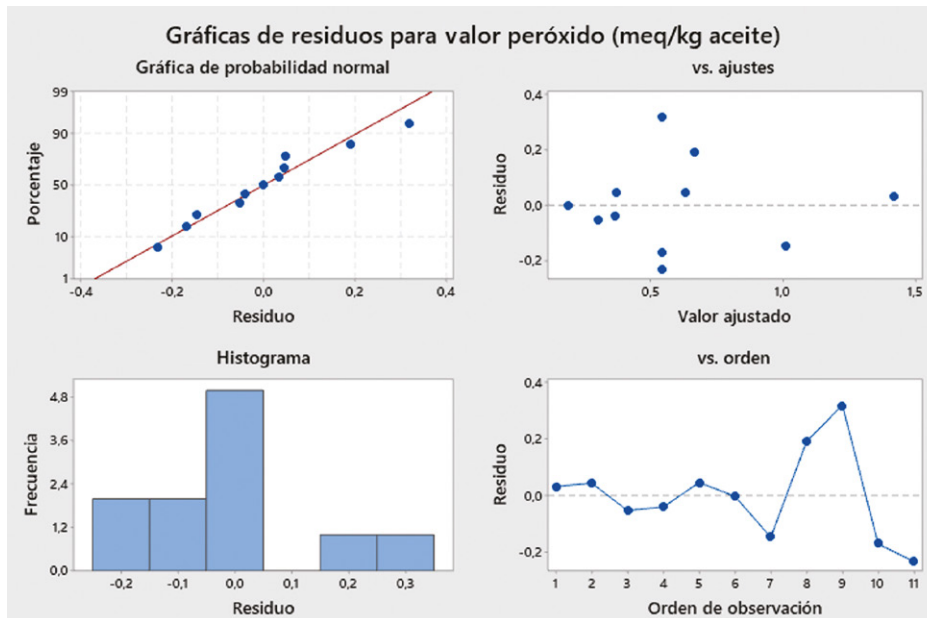 Gráficas de residuos para valor peróxido (meq/kg aceite)
Gráfica de probabilidad normal
99
90
50
10
1
Porcentaje
-0,4 -0,2 0,0 0,2 0,4
Residuo
vs. ajustes
0,4
0,2
0,0
-0,2
Residuo
0,5 1,0 1,5
Valor ajustado
Histograma
4,8
3,6
2,4
1,2
0,0
Frecuencia
-0,2 -0,1 0,0 0,1 0,2 0,3
Residuo
vs. orden
0,4
0,2
0,0
-0,2
Residuo
1 2 3 4 5 6 7 8 9 10 11
Orden de observación